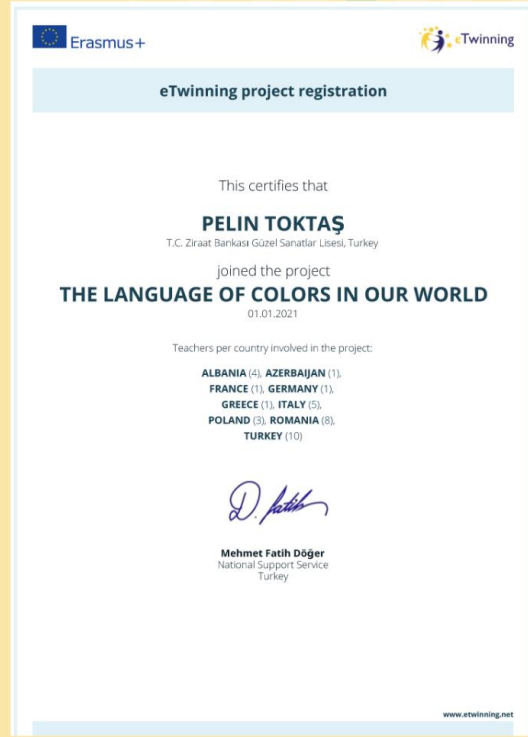 Erasmus+
eTwinning
eTwinning project registration
This certifies that
PELIN TOKTAŞ
T.C. Ziraat Bankası Güzel Sanatlar Lisesi, Turkey
joined the project
THE LANGUAGE OF COLORS IN OUR WORLD
01.01.2021
Teachers per country involved in the project:
ALBANIA (4), AZERBAIJAN (1),
FRANCE (1), GERMANY (1),
GREECE (1), ITALY (5),
POLAND (3), ROMANIA (8),
TURKEY (10)
D. fatih
Mehmet Fatih Döğer
National Support Service
Turkey
www.etwinning.net